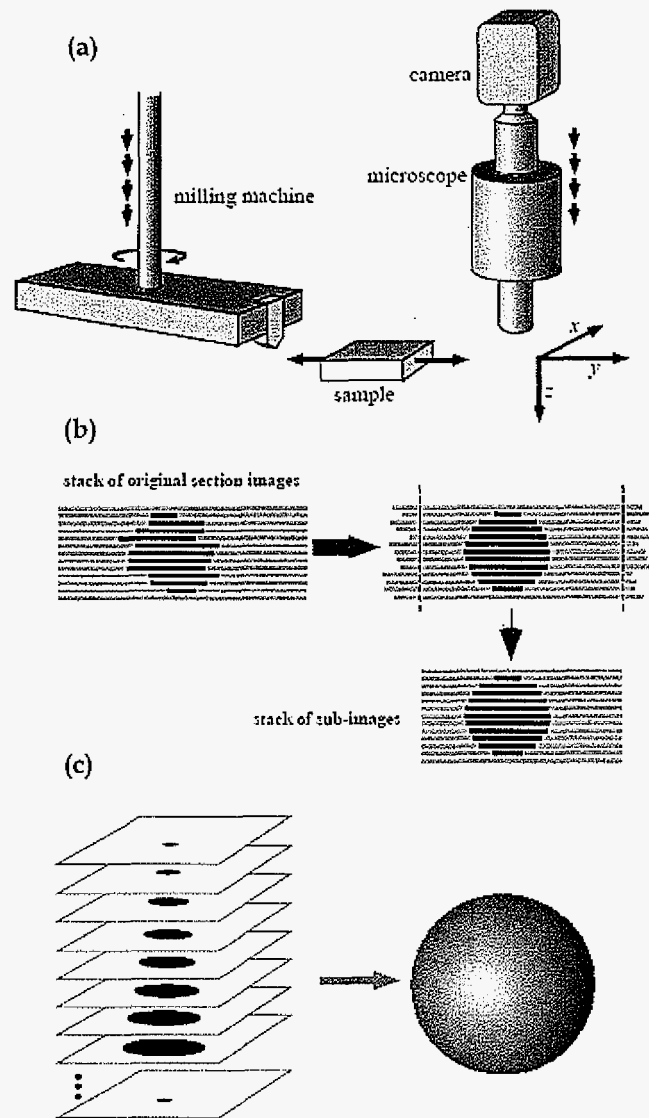 (a)
camera
milling machine
microscope
x
y
z
sample
(b)
stack of original section images
stack of sub-images
(c)